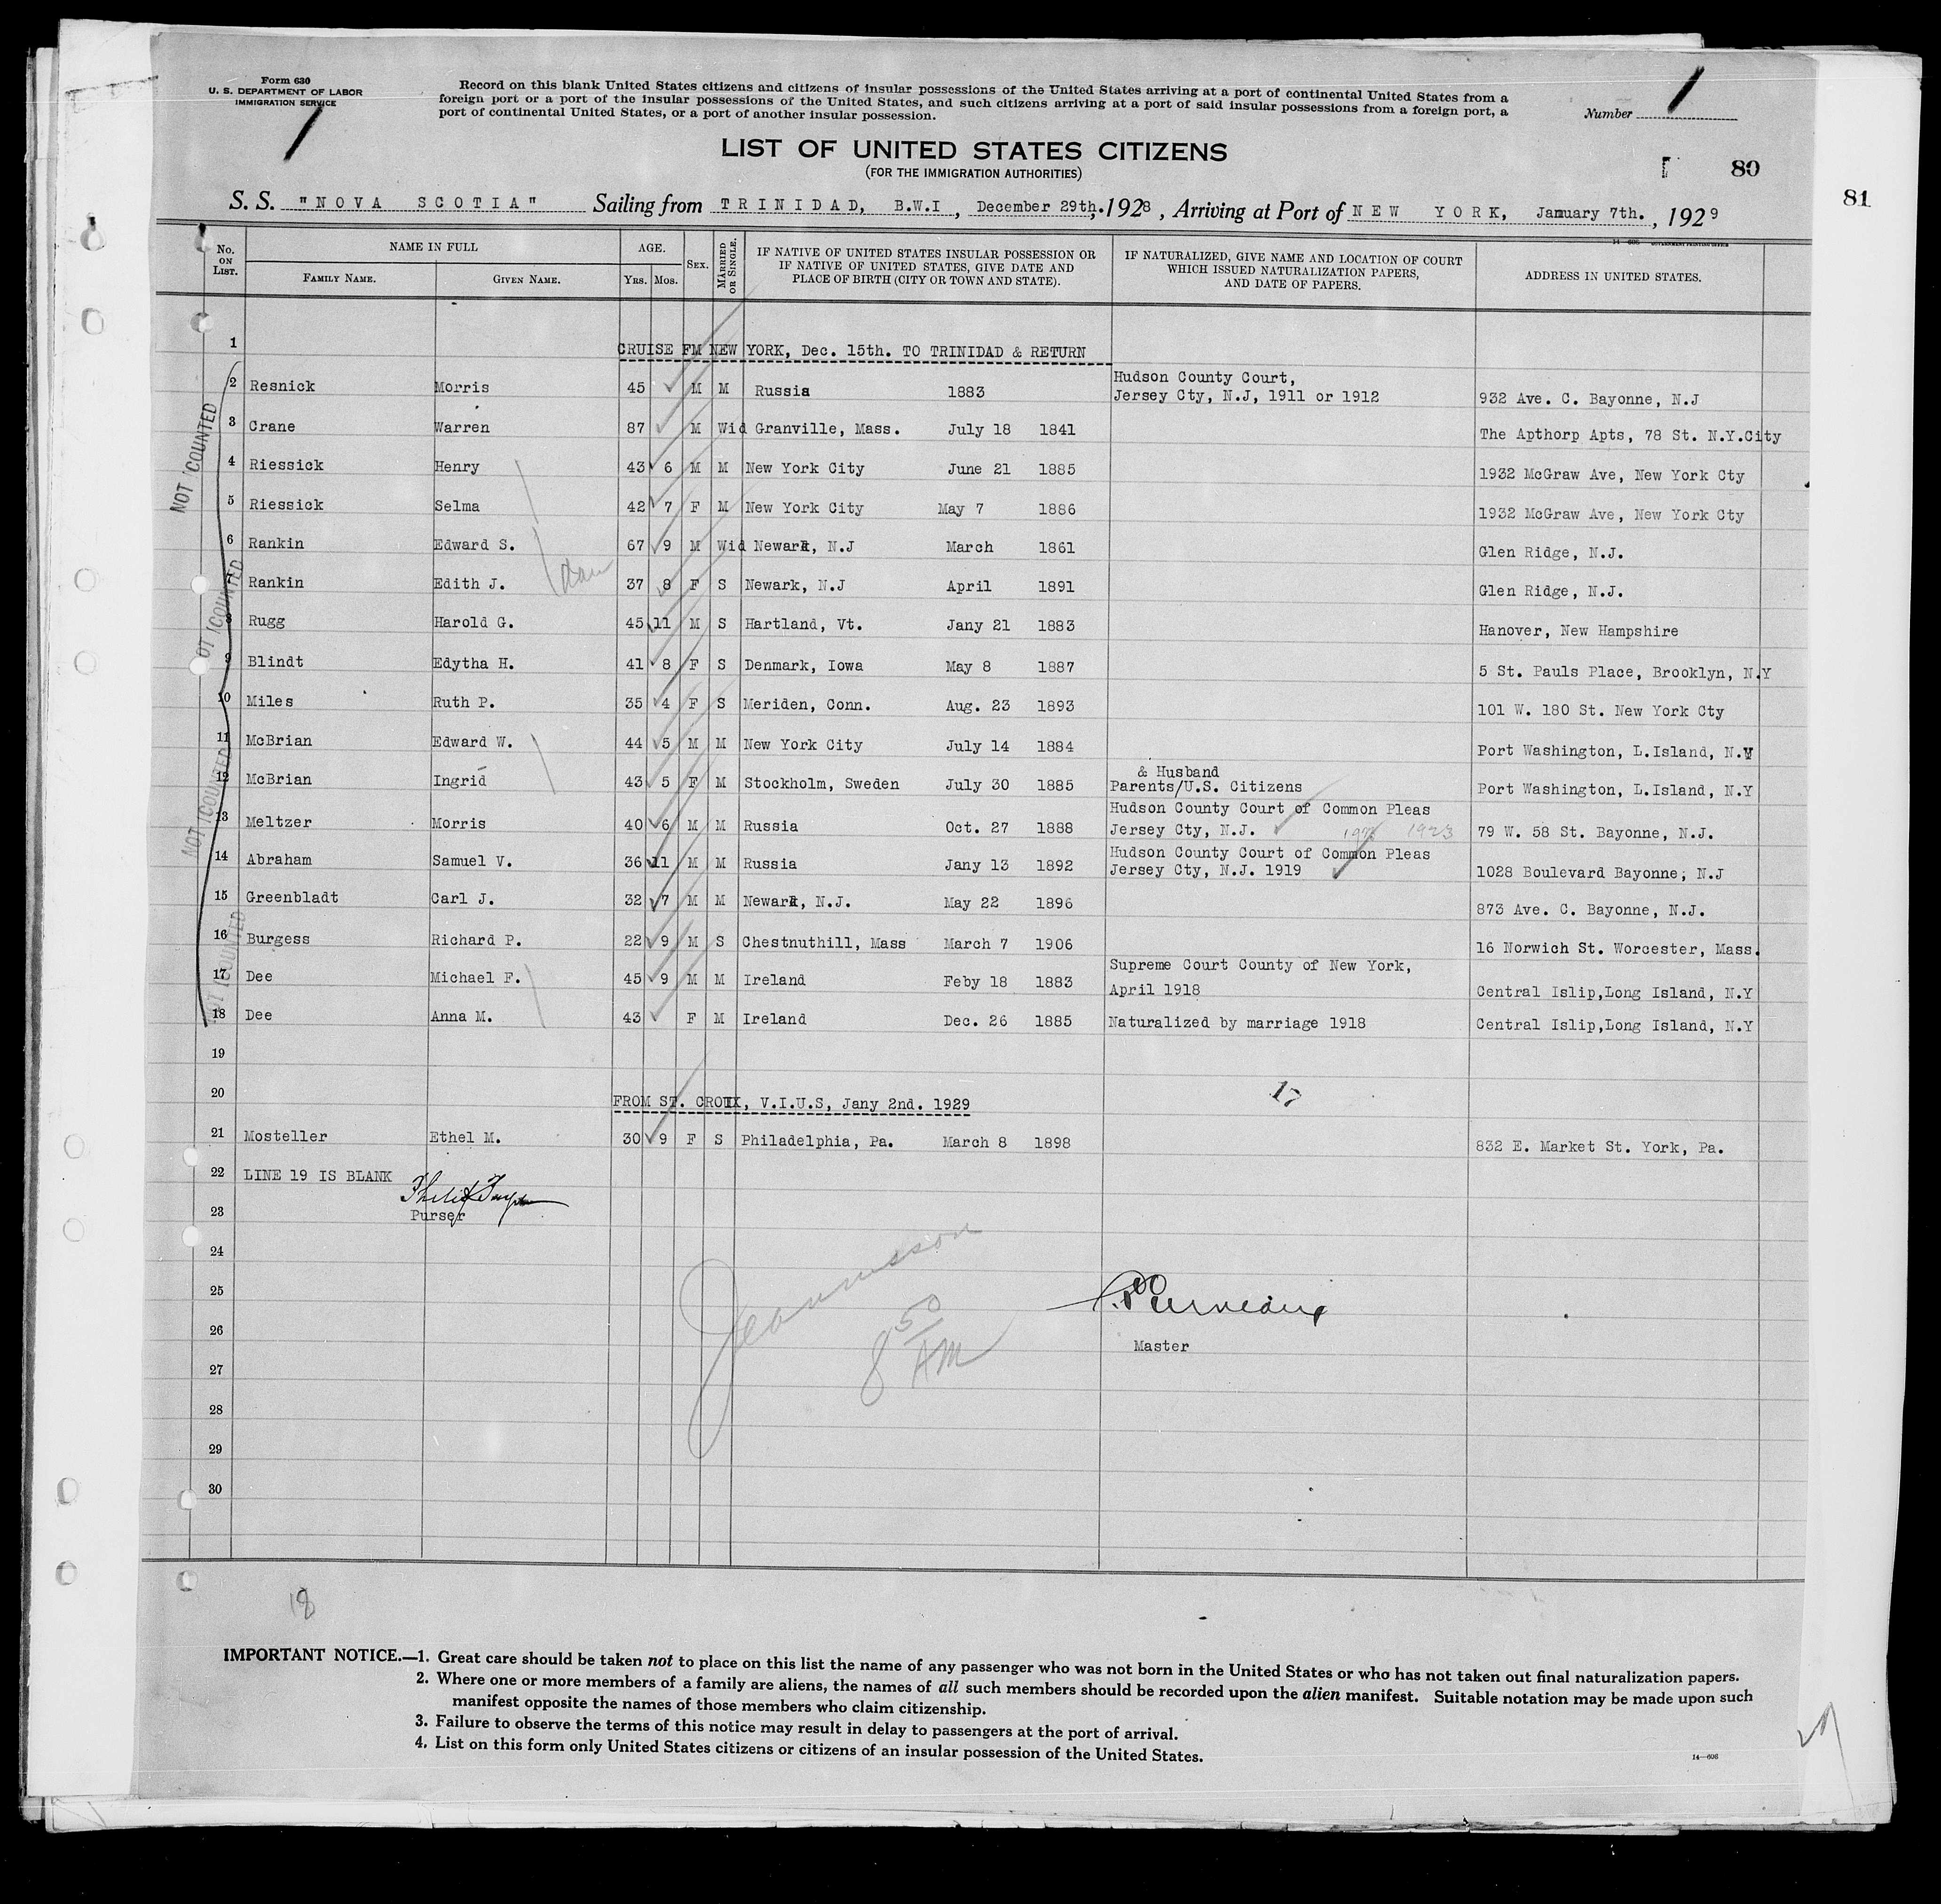 Form 630
U. S. DEPARTMENT OF LABOR
IMMIGRATION SERVICE
Record on this blank United States citizens and citizens of insular possessions of the United States arriving at a port of continental United States from a
foreign port or a port of the insular possessions of the United States, and such citizens arriving at a port of said insular possessions from a foreign port, a
port of continental United States, or a port of another insular possession.
Number 1
1
LIST OF UNITED STATES CITIZENS
(FOR THE IMMIGRATION AUTHORITIES)
80
81
S. S. "NOVA SCOTIA" Sailing from TRINIDAD, B.W.I, December 29th., 1928, Arriving at Port of NEW YORK, January 7th., 1929
14—606 GOVERNMENT PRINTING OFFICE
No. ON LIST. NAME IN FULL FAMILY NAME. GIVEN NAME. AGE. YRS. MOS. SEX. MARRIED OR SINGLE. IF NATIVE OF UNITED STATES INSULAR POSSESSION OR IF NATIVE OF UNITED STATES, GIVE DATE AND PLACE OF BIRTH (CITY OR TOWN AND STATE). IF NATURALIZED, GIVE NAME AND LOCATION OF COURT WHICH ISSUED NATURALIZATION PAPERS, AND DATE OF PAPERS. ADDRESS IN UNITED STATES.
1 CRUISE FM NEW YORK, Dec. 15th. TO TRINIDAD & RETURN
2 Resnick Morris 45 M M Russia 1883 Hudson County Court, Jersey Cty, N.J, 1911 or 1912 932 Ave. C. Bayonne, N.J
3 Crane Warren 87 M Wid Granville, Mass. July 18 1841 The Apthorp Apts, 78 St. N.Y.City
4 Riessick Henry 43 6 M M New York City June 21 1885 1932 McGraw Ave, New York Cty
5 Riessick Selma 42 7 F M New York City May 7 1886 1932 McGraw Ave, New York Cty
6 Rankin Edward S. 67 9 M Wid Newark, N.J March 1861 Glen Ridge, N.J.
7 Rankin Edith J. 37 8 F S Newark, N.J April 1891 Glen Ridge, N.J.
8 Rugg Harold G. 45 11 M S Hartland, Vt. Jany 21 1883 Hanover, New Hampshire
9 Blindt Edytha H. 41 8 F S Denmark, Iowa May 8 1887 5 St. Pauls Place, Brooklyn, N.Y
10 Miles Ruth P. 35 4 F S Meriden, Conn. Aug. 23 1893 101 W. 180 St. New York Cty
11 McBrian Edward W. 44 5 M M New York City July 14 1884 Port Washington, L.Island, N.Y
12 McBrian Ingrid 43 5 F M Stockholm, Sweden July 30 1885 & Husband Parents/U.S. Citizens Port Washington, L.Island, N.Y
13 Meltzer Morris 40 6 M M Russia Oct. 27 1888 Hudson County Court of Common Pleas Jersey Cty, N.J. 1923 79 W. 58 St. Bayonne, N.J.
14 Abraham Samuel V. 36 11 M M Russia Jany 13 1892 Hudson County Court of Common Pleas Jersey Cty, N.J. 1919 1028 Boulevard Bayonne, N.J
15 Greenbladt Carl J. 32 7 M M Newark, N.J. May 22 1896 873 Ave. C. Bayonne, N.J.
16 Burgess Richard P. 22 9 M S Chestnuthill, Mass March 7 1906 16 Norwich St. Worcester, Mass.
17 Dee Michael F. 45 9 M M Ireland Feby 18 1883 Supreme Court County of New York, April 1918 Central Islip,Long Island, N.Y
18 Dee Anna M. 43 F M Ireland Dec. 26 1885 Naturalized by marriage 1918 Central Islip,Long Island, N.Y
NOT COUNTED
NOT COUNTED
NOT COUNTED
NOT COUNTED
19
17
20 FROM ST. CROIX, V.I.U.S, Jany 2nd. 1929
21 Mosteller Ethel M. 30 9 F S Philadelphia, Pa. March 8 1898 832 E. Market St. York, Pa.
22 LINE 19 IS BLANK
23 Purser
24
25
26 Master
8 50 AM
27
28
29
30
18
IMPORTANT NOTICE.—1. Great care should be taken not to place on this list the name of any passenger who was not born in the United States or who has not taken out final naturalization papers.
2. Where one or more members of a family are aliens, the names of all such members should be recorded upon the alien manifest. Suitable notation may be made upon such
manifest opposite the names of those members who claim citizenship.
3. Failure to observe the terms of this notice may result in delay to passengers at the port of arrival.
4. List on this form only United States citizens or citizens of an insular possession of the United States.
14—606